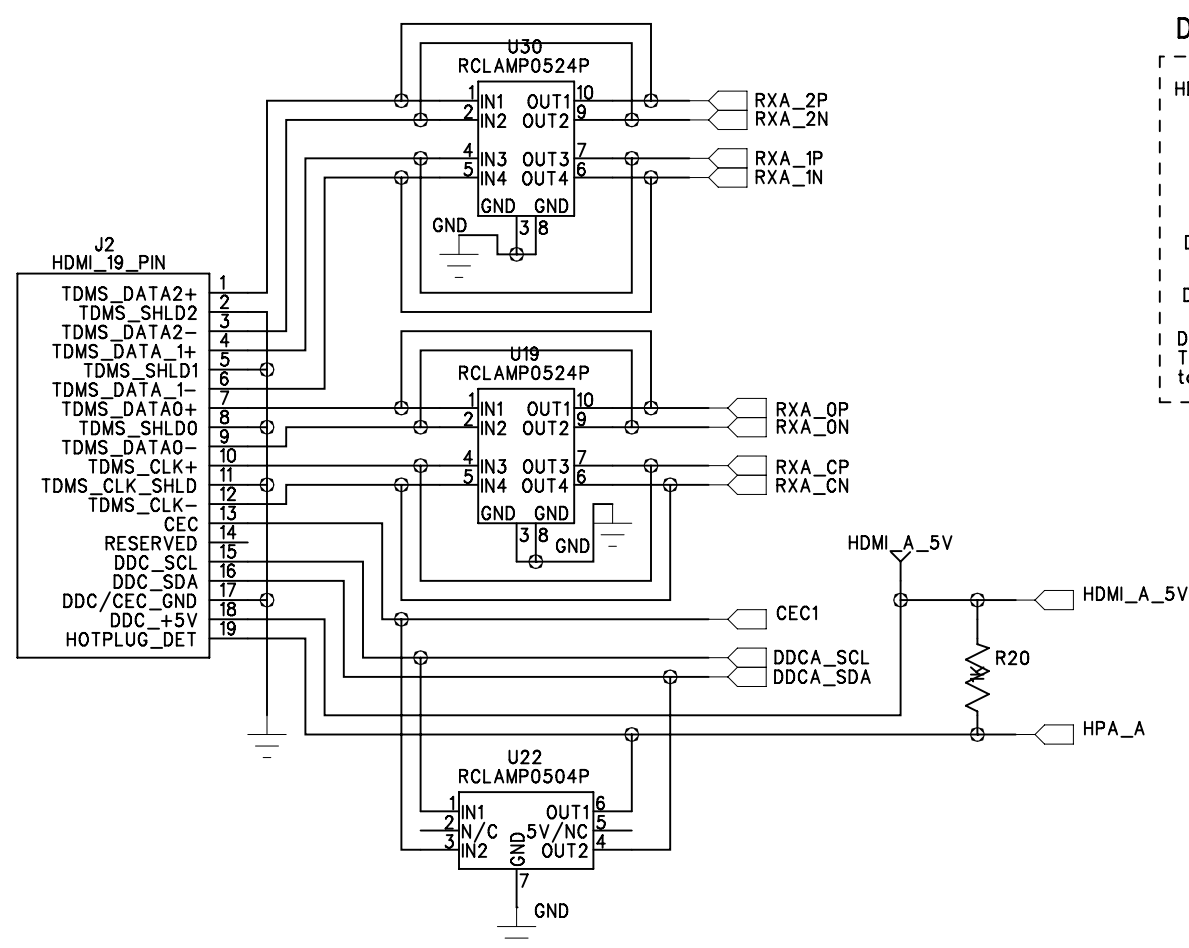 U30
RCLAMP0524P
1 IN1 OUT1 10 RXA_2P
2 IN2 OUT2 9 RXA_2N
4 IN3 OUT3 7 RXA_1P
5 IN4 OUT4 6 RXA_1N
GND GND
GND 3 8
J2
HDMI_19_PIN
TDMS_DATA2+ 1
TDMS_SHLD2 2
TDMS_DATA2- 3
TDMS_DATA_1+ 4
TDMS_SHLD1 5
TDMS_DATA_1- 6
TDMS_DATA0+ 7
TDMS_SHLD0 8
TDMS_DATA0- 9
TDMS_CLK+ 10
TDMS_CLK_SHLD 11
TDMS_CLK- 12
CEC 13
RESERVED 14
DDC_SCL 15
DDC_SDA 16
DDC/CEC_GND 17
DDC_+5V 18
HOTPLUG_DET 19
U19
RCLAMP0524P
1 IN1 OUT1 10 RXA_0P
2 IN2 OUT2 9 RXA_0N
4 IN3 OUT3 7 RXA_CP
5 IN4 OUT4 6 RXA_CN
GND GND
3 8 GND
HDMI_A_5V
HDMI_A_5V
CEC1
DDCA_SCL
DDCA_SDA
R20
1K
HPA_A
U22
RCLAMP0504P
1 IN1 OUT1 6
2 N/C 5V/NC 5
3 IN2 OUT2 4
GND
7
GND